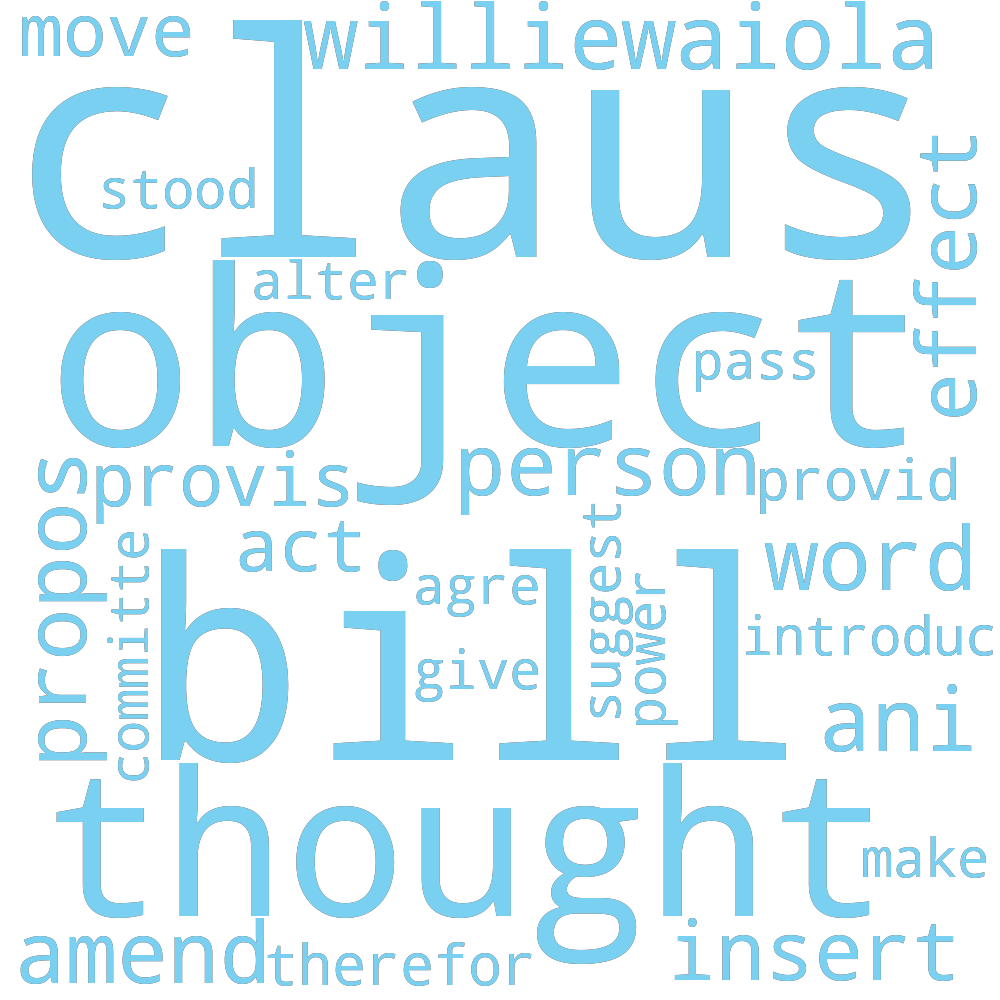 move
williewaiola
claus
stood
effect
alter
object
pass
provis
person
provid
propos
committe
act
agre
suggest
power
word
bill
give
introduc
ani
thought
make
amend
therefor
insert